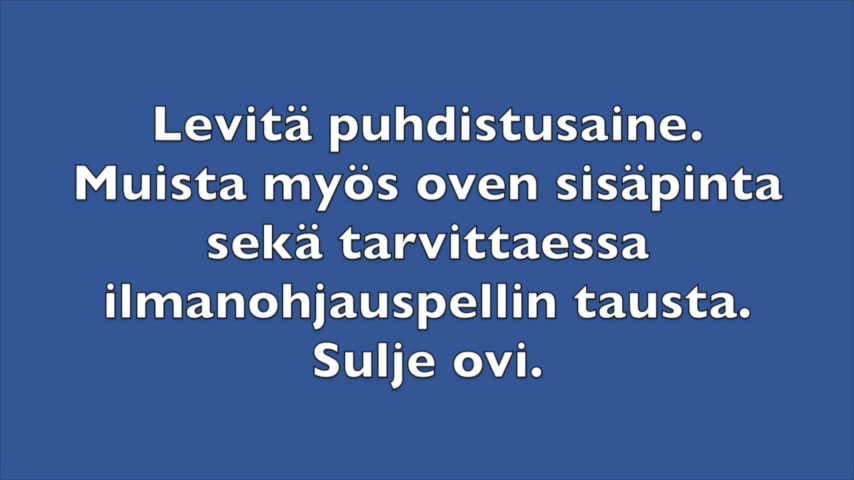 Levitä puhdistusaine.
Muista myös oven sisäpinta
sekä tarvittaessa
ilmanohjauspellin tausta.
Sulje ovi.